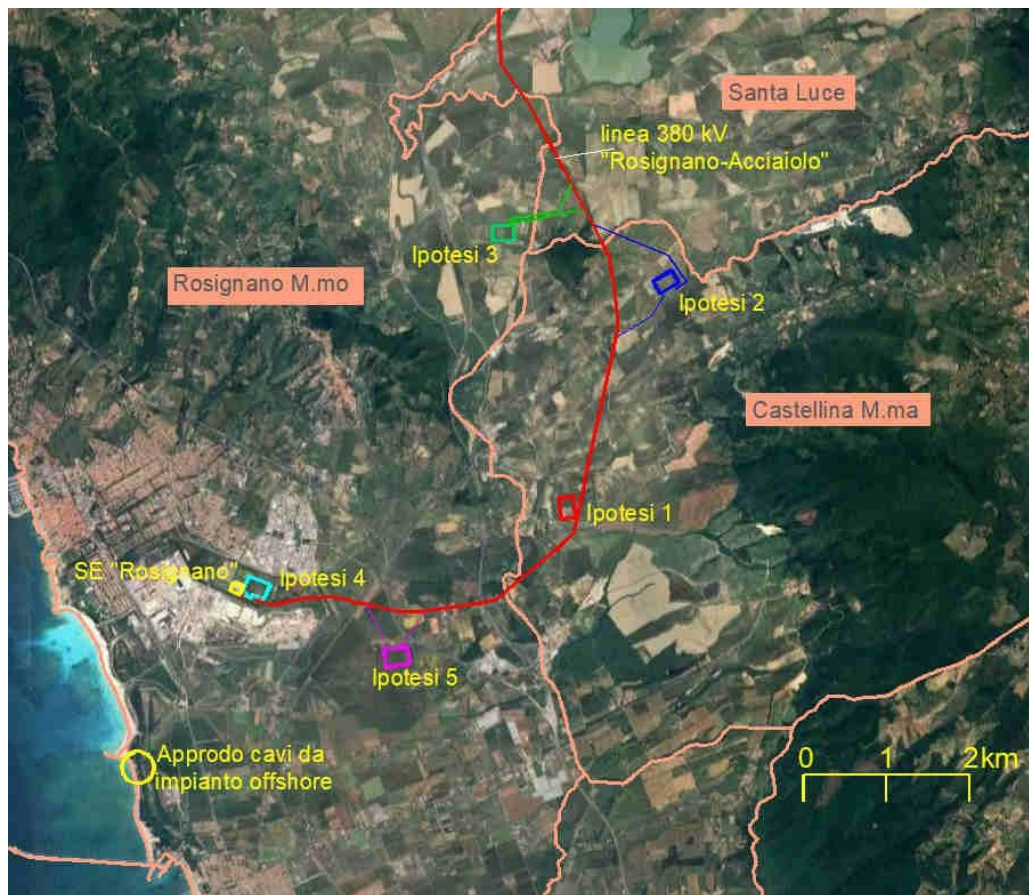 Santa Luce
linea 380 kV
"Rosignano-Acciaiolo"
Ipotesi 3
Rosignano M.mo
Ipotesi 2
Castellina M.ma
Ipotesi 1
SE "Rosignano"
Ipotesi 4
Ipotesi 5
Approdo cavi da
impianto offshore
0 1 2km